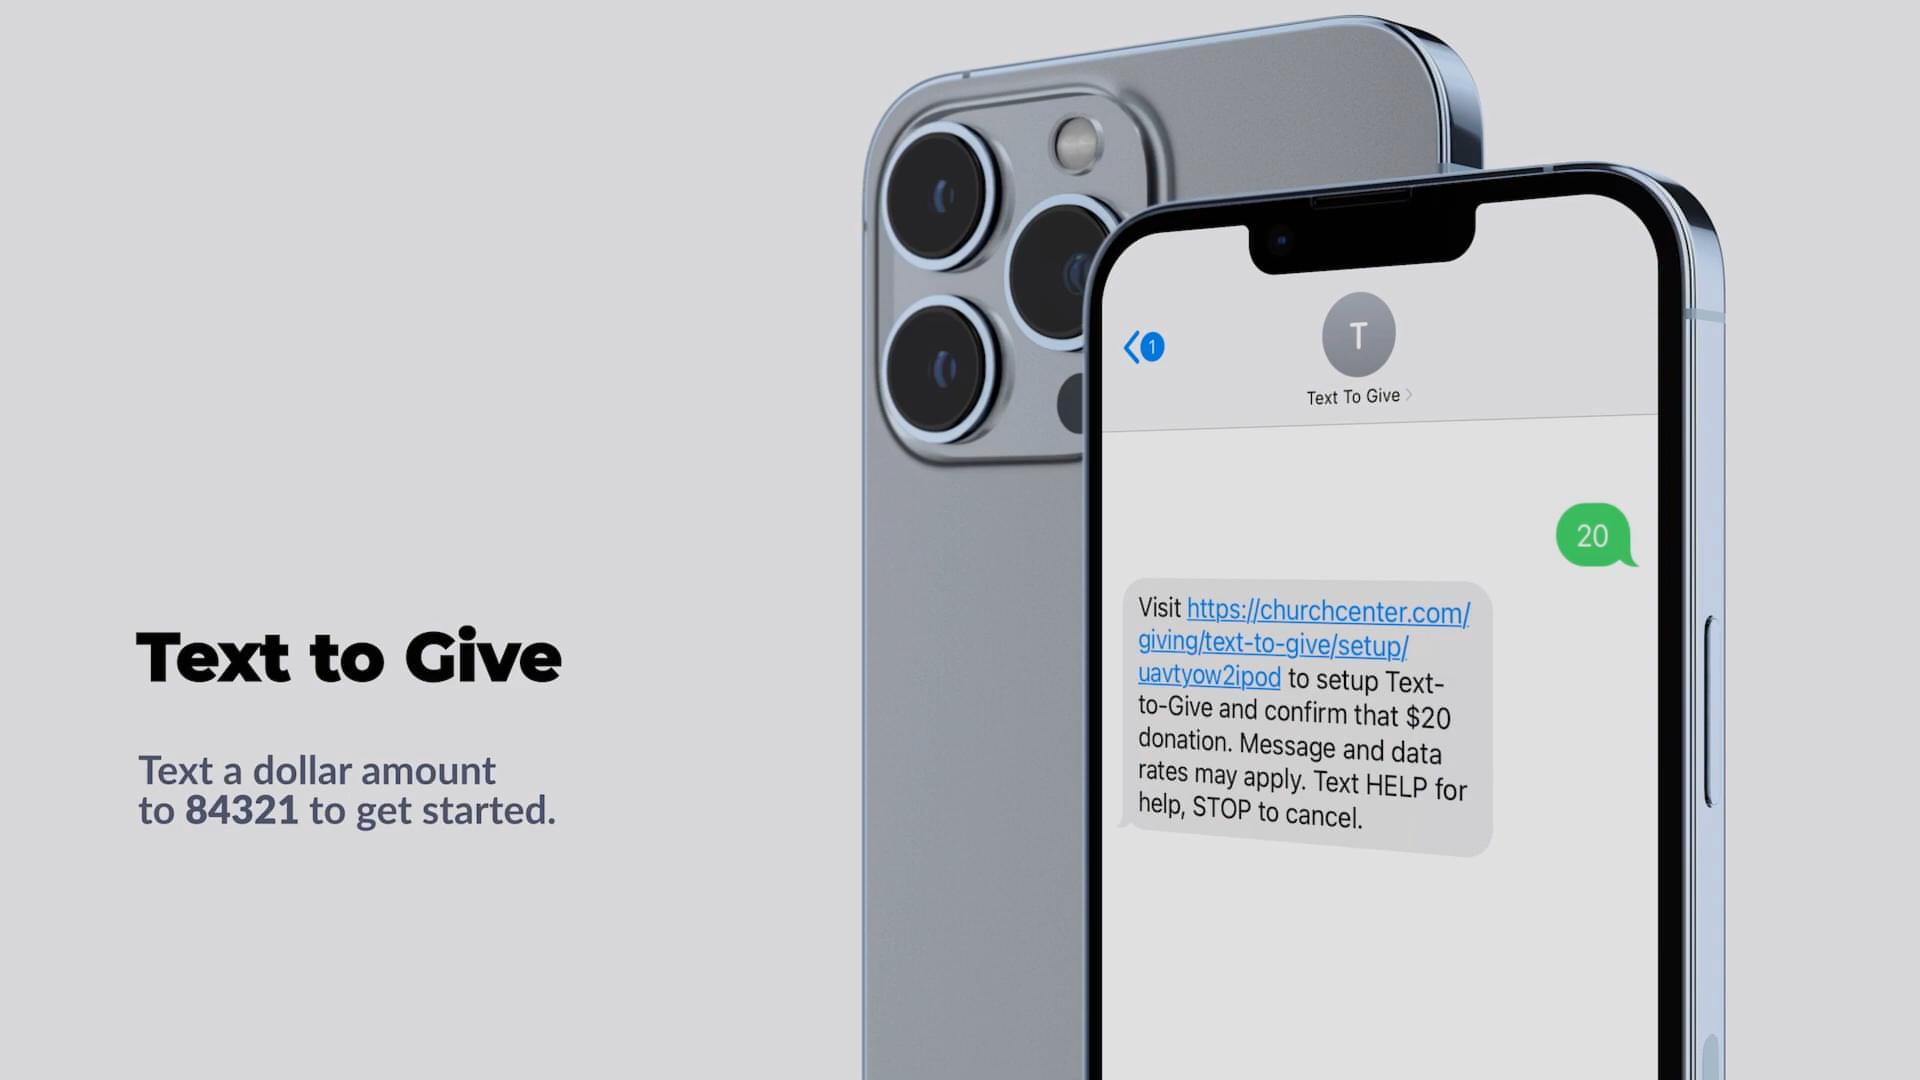 Text to Give
Text a dollar amount
to 84321 to get started.
1
T
Text To Give
20
Visit https://churchcenter.com/
giving/text-to-give/setup/
uavtyow2ipod to setup Text-
to-Give and confirm that $20
donation. Message and data
rates may apply. Text HELP for
help, STOP to cancel.